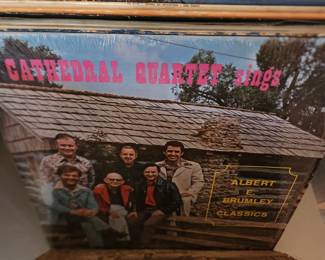 CATHEDRAL QUARTET sings
ALBERT
E.
BRUMLEY
CLASSICS